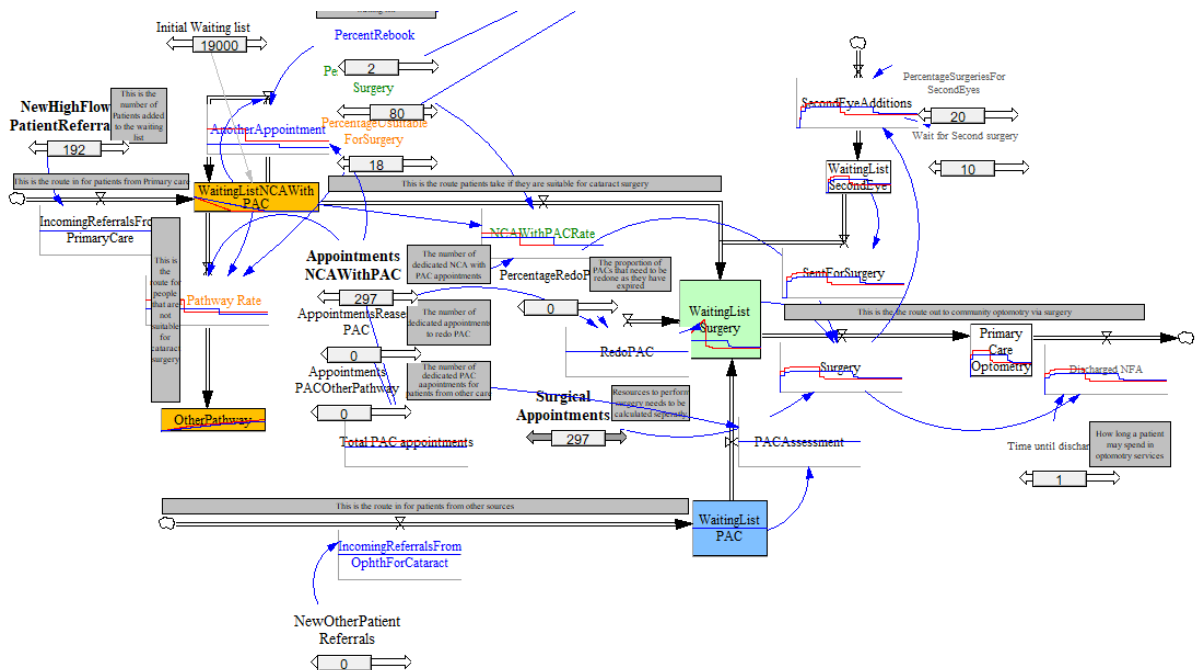 Initial Waiting list
19000
PercentRebook
2
Surgery
80
PercentageUsuitable
ForSurgery
18
NewHighFlow
PatientReferra
192
This is the
number of
Patients added
to the waiting
list
AnotherAppointment
This is the route in for patients from Primary care
WaitingListNCAWith
PAC
This is the route patients take if they are suitable for cataract surgery
IncomingReferralsFro
PrimaryCare
This is
the
route for
people
that are
not
suitable
for
cataract
surgery
Pathway Rate
OtherPathway
Appointments
NCAWithPAC
297
The number of
dedicated NCA with
PAC appointments
AppointmentsReases
PAC
0
The number of
dedicated appointments
to redo PAC
Appointments
PACOtherPathway
0
The number of
dedicated PAC
aapointments for
patients from other care
Total PAC appointments
NCAWithPACRate
PercentageRedoP
0
The proportion of
PACs that need to be
redone as they have
expired
RedoPAC
Surgical
Appointments
297
Resources to perform
surgery needs to be
calculated seperatly
WaitingList
Surgery
PACAssessment
WaitingList
PAC
This is the route in for patients from other sources
IncomingReferralsFrom
OphthForCataract
NewOtherPatient
Referrals
0
SecondEyeAdditions
PercentageSurgeriesFor
SecondEyes
20
Wait for Second surgery
10
WaitingList
SecondEye
SentForSurgery
This is the the route out to community optometry via surgery
Surgery
Primary
Care
Optometry
Discharged NFA
Time until dischar
1
How long a patient
may spend in
optomotry services